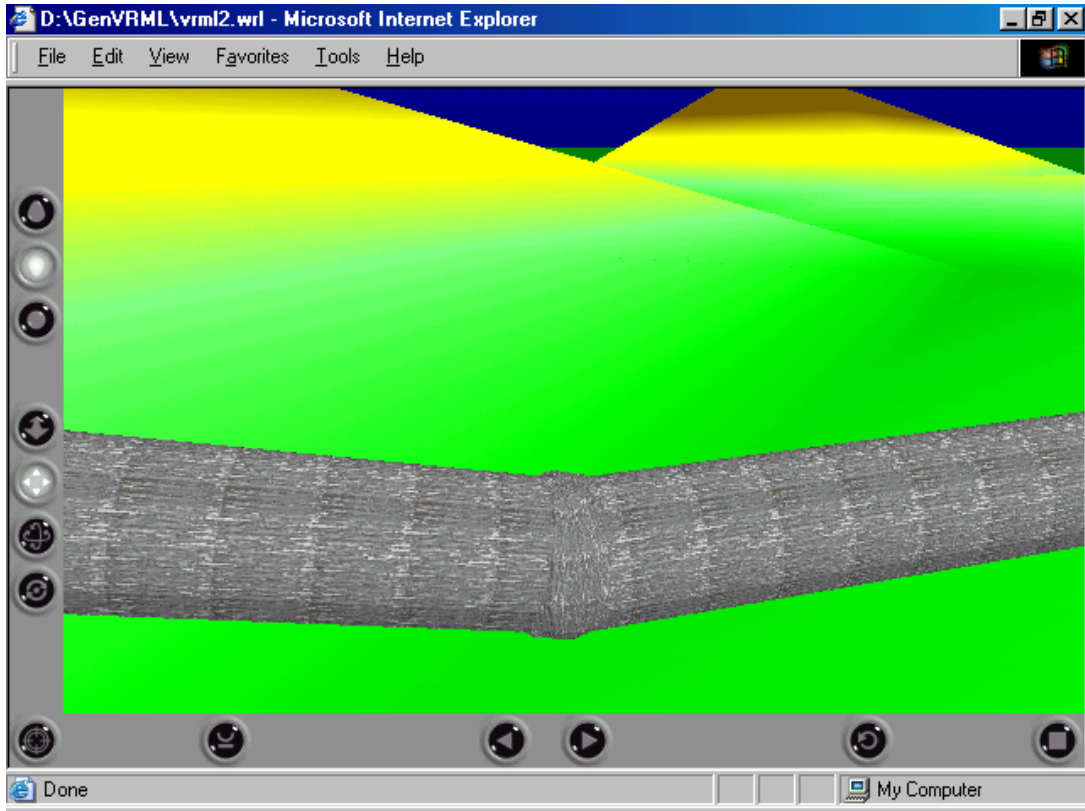 D:\GenVRML\vrml2.wrl - Microsoft Internet Explorer
File Edit View Favorites Tools Help
Done
My Computer